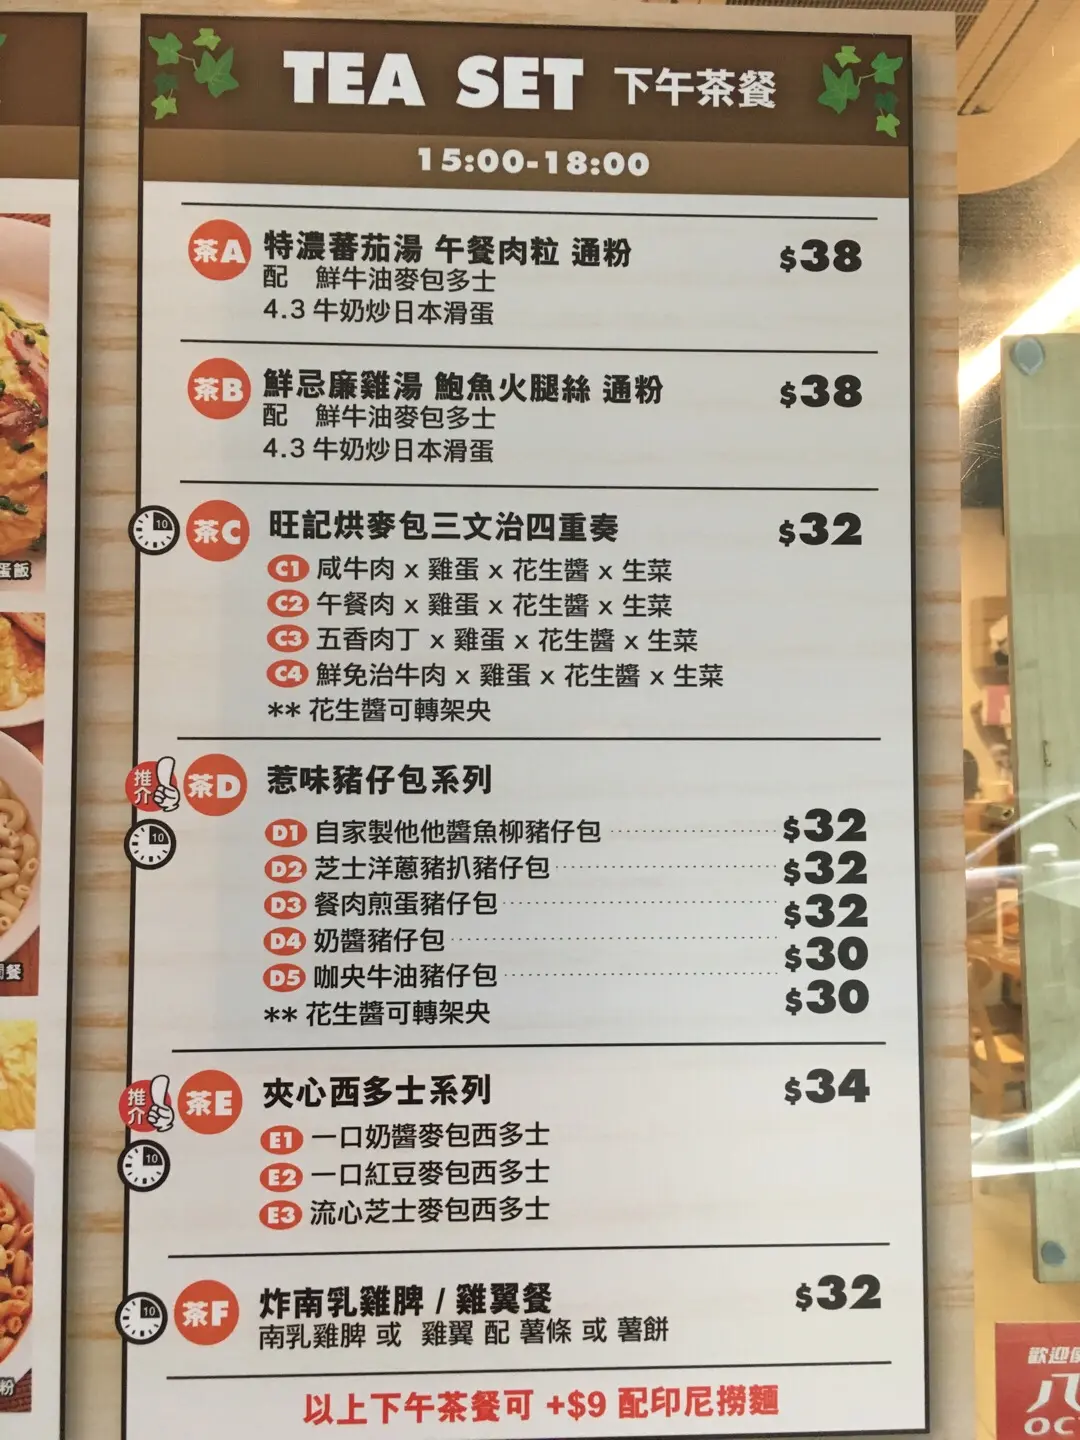 TEA SET 下午茶餐
15:00-18:00
茶A 特濃蕃茄湯 午餐肉粒 通粉 $38
配 鮮牛油麥包多士
4.3 牛奶炒日本滑蛋
茶B 鮮忌廉雞湯 鮑魚火腿絲 通粉 $38
配 鮮牛油麥包多士
4.3 牛奶炒日本滑蛋
10 茶C 旺記烘麥包三文治四重奏 $32
C1 咸牛肉 x 雞蛋 x 花生醬 x 生菜
C2 午餐肉 x 雞蛋 x 花生醬 x 生菜
C3 五香肉丁 x 雞蛋 x 花生醬 x 生菜
C4 鮮免治牛肉 x 雞蛋 x 花生醬 x 生菜
** 花生醬可轉架央
推介 茶D 惹味豬仔包系列
10
D1 自家製他他醬魚柳豬仔包 $32
D2 芝士洋蔥豬扒豬仔包 $32
D3 餐肉煎蛋豬仔包 $32
D4 奶醬豬仔包 $30
D5 咖央牛油豬仔包 $30
** 花生醬可轉架央
推介 茶E 夾心西多士系列 $34
10
E1 一口奶醬麥包西多士
E2 一口紅豆麥包西多士
E3 流心芝士麥包西多士
10 茶F 炸南乳雞脾 / 雞翼餐 $32
南乳雞脾 或 雞翼 配 薯條 或 薯餅
以上下午茶餐可 +$9 配印尼撈麵
蛋飯
餐
粉
歡迎
八
OC